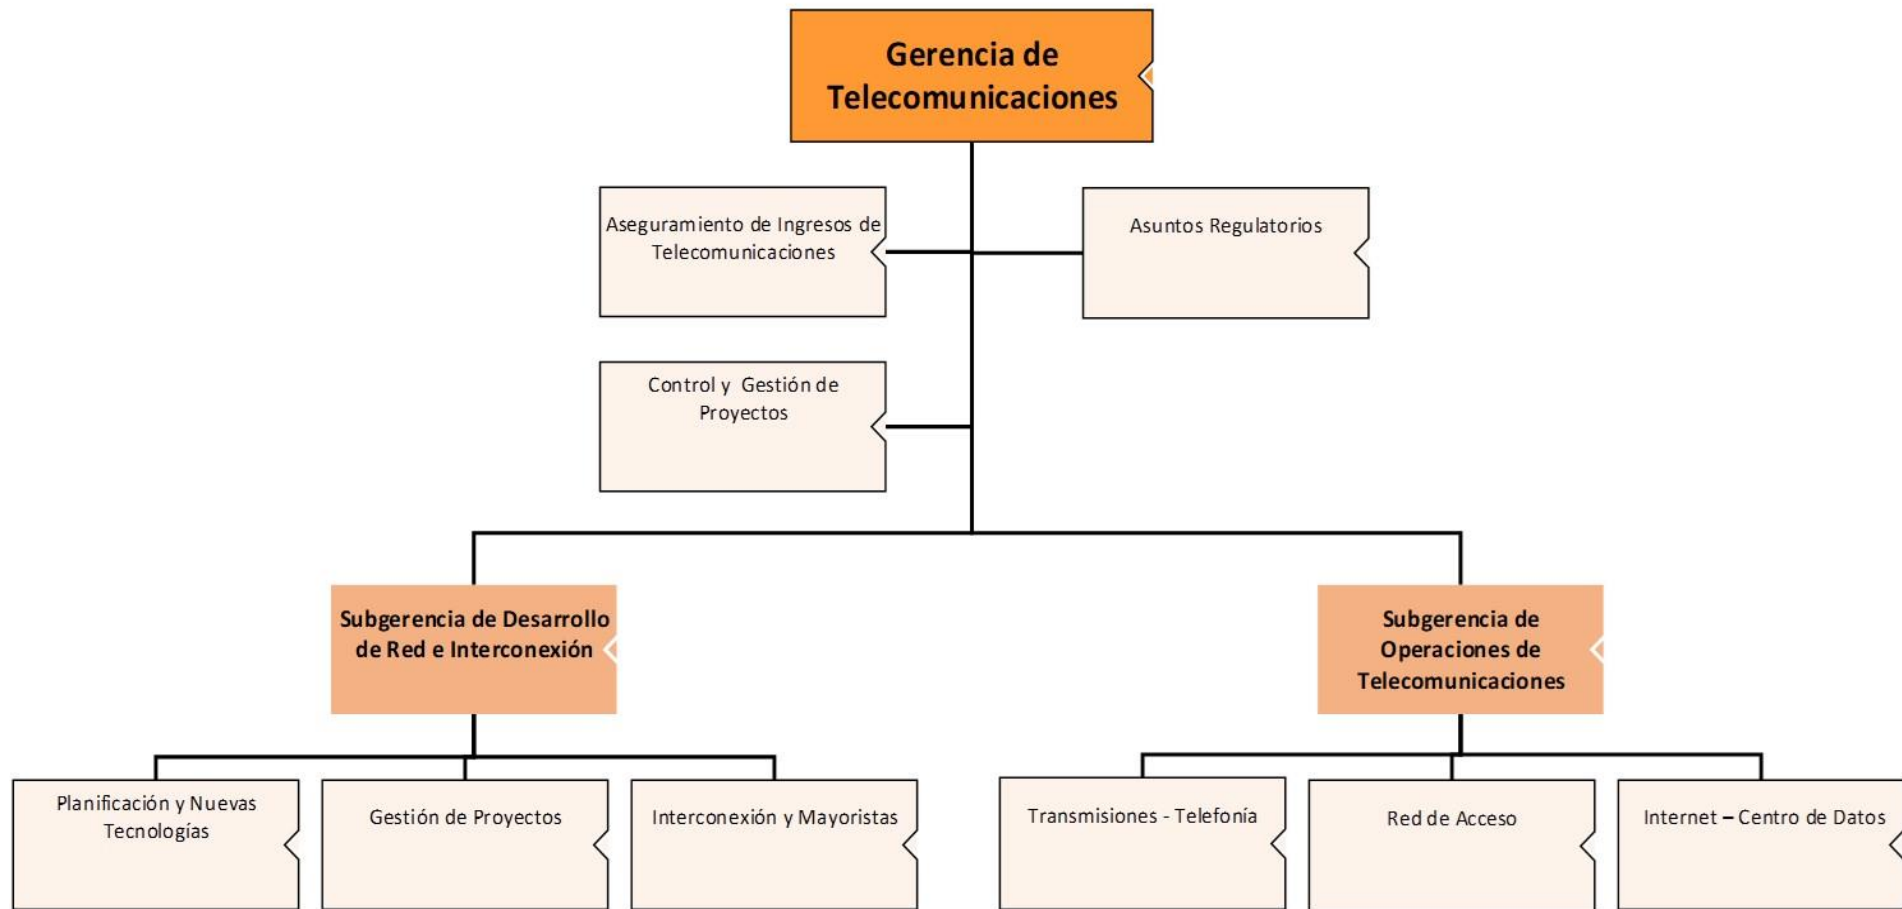 Gerencia de
Telecomunicaciones
Aseguramiento de Ingresos de
Telecomunicaciones
Asuntos Regulatorios
Control y  Gestión de
Proyectos
Subgerencia de Desarrollo
de Red e Interconexión
Subgerencia de
Operaciones de
Telecomunicaciones
Planificación y Nuevas
Tecnologías
Gestión de Proyectos
Interconexión y Mayoristas
Transmisiones - Telefonía
Red de Acceso
Internet – Centro de Datos